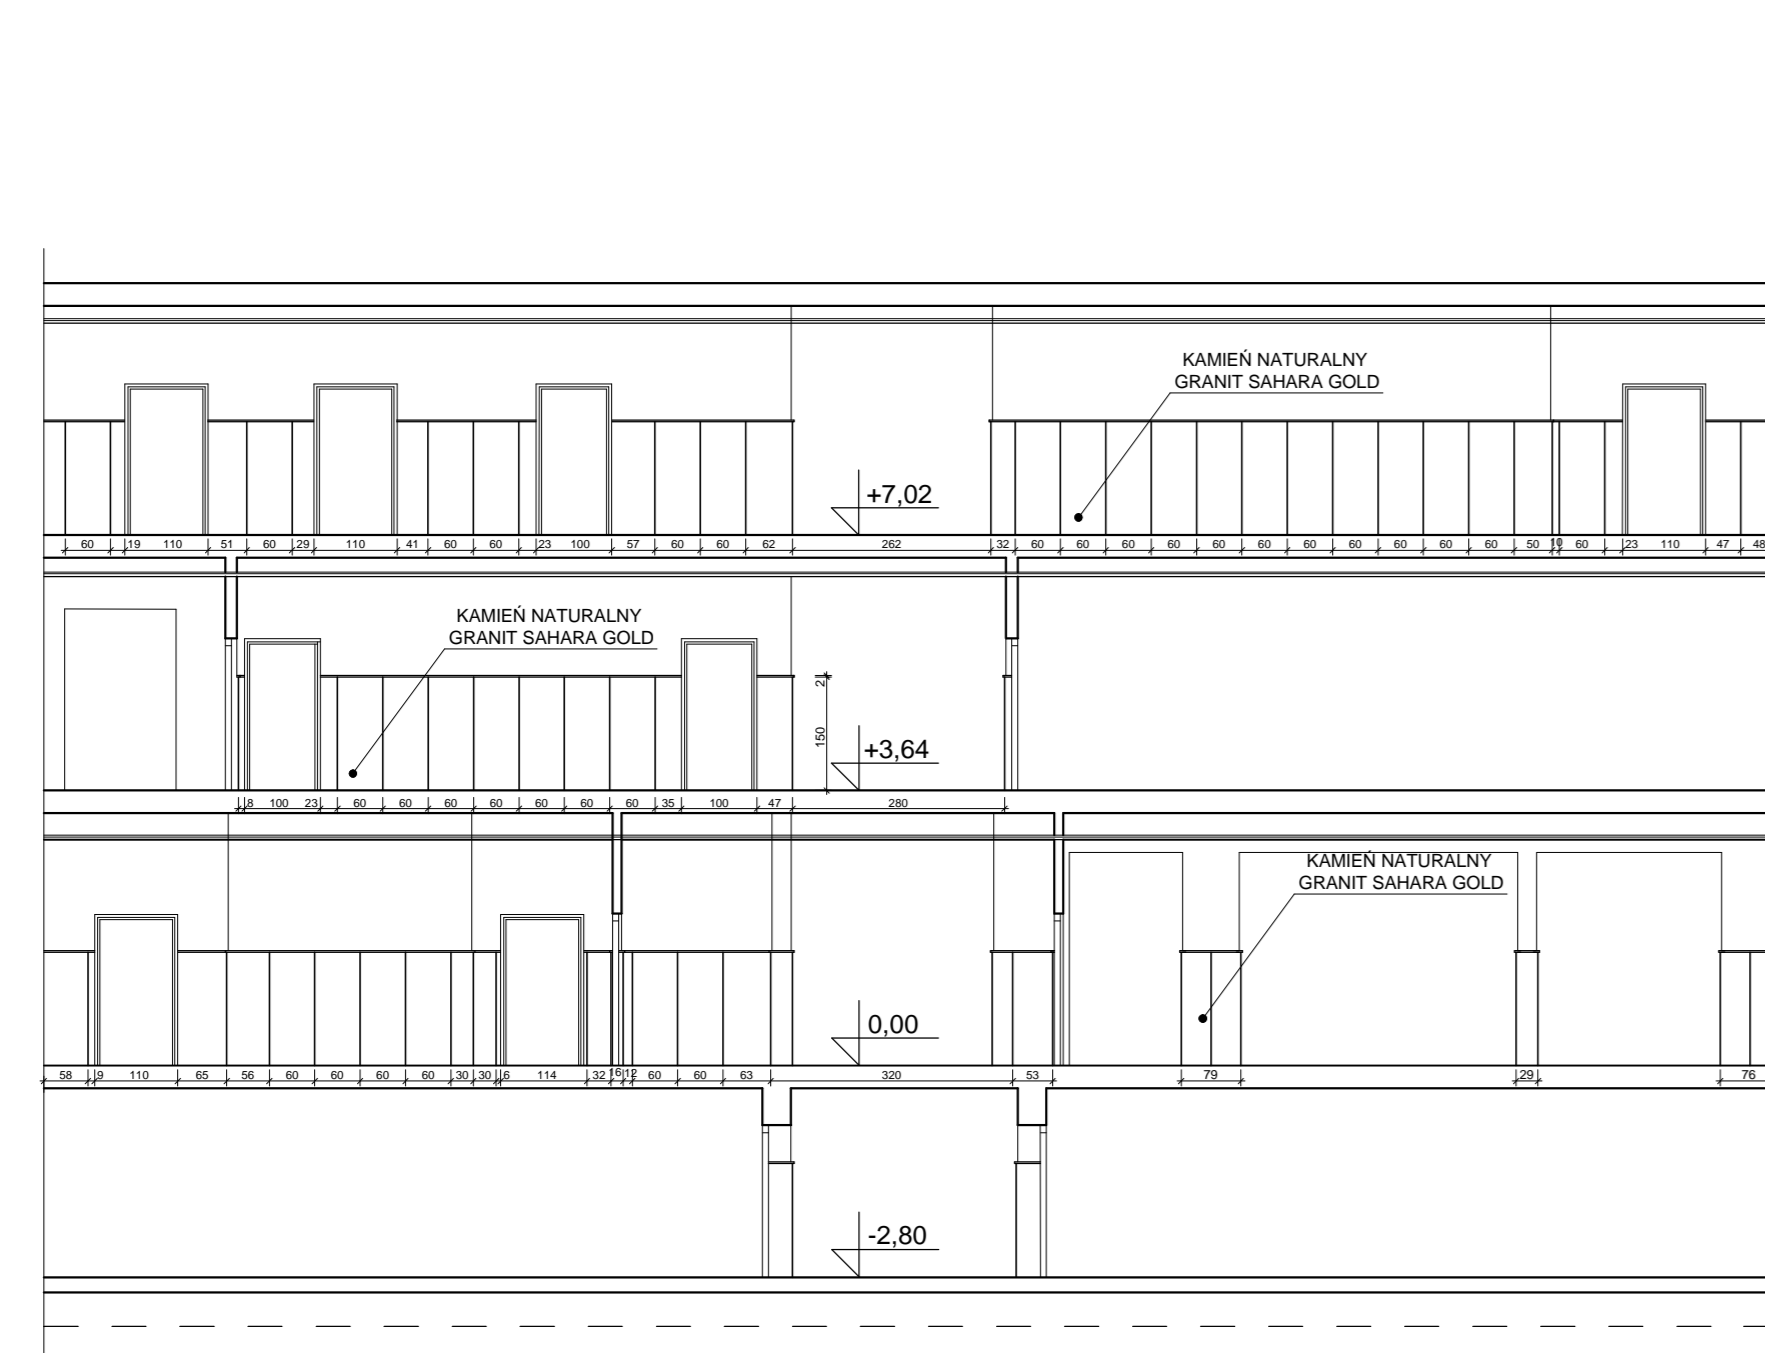 KAMIEŃ NATURALNY
GRANIT SAHARA GOLD
+7,02
60 19 110 51 60 29 110 41 60 60 23 100 57 60 60 62 262 32 60 60 60 60 60 60 60 60 60 60 60 50 10 60 23 110 47 48
KAMIEŃ NATURALNY
GRANIT SAHARA GOLD
2
150
+3,64
8 100 23 60 60 60 60 60 60 60 35 100 47 280
KAMIEŃ NATURALNY
GRANIT SAHARA GOLD
0,00
58 9 110 65 56 60 60 60 60 30 30 6 114 32 16 12 60 60 63 320 53 79 29 76
-2,80